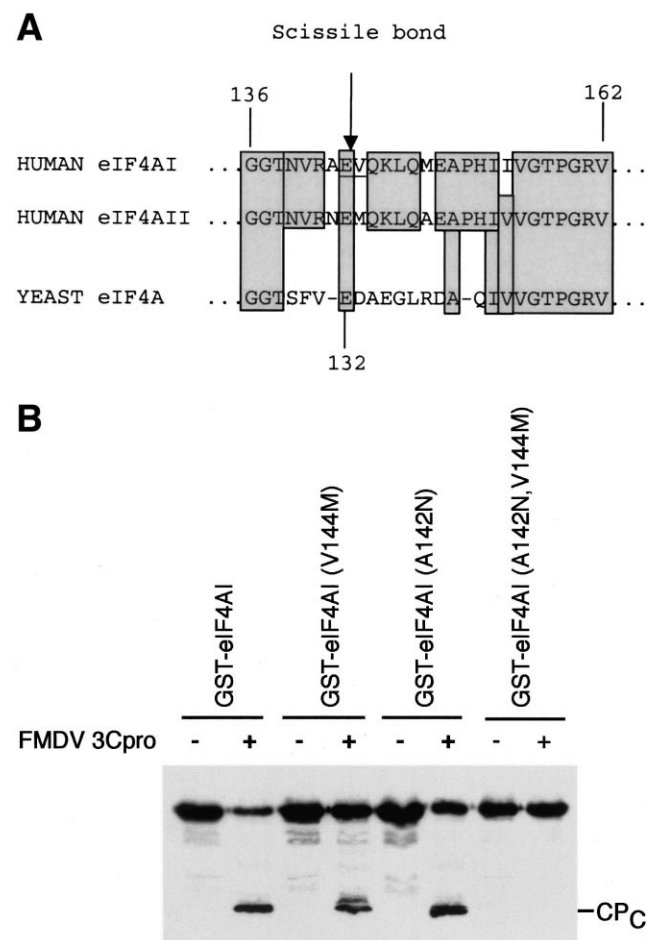 A
Scissile bond
136
162
HUMAN eIF4AI ...GGTNVRAEVQKLQMEAPHIIVGTPGRV...
HUMAN eIF4AII ...GGTNVRNEMQKLQAEAPHIVVGTPGRV...
YEAST eIF4A ...GGTSFV-EDAEGLRDA-QIVVGTPGRV...
132
B
GST-eIF4AI
GST-eIF4AI (V144M)
GST-eIF4AI (A142N)
GST-eIF4AI (A142N,V144M)
FMDV 3Cpro - + - + - + - +
CPC